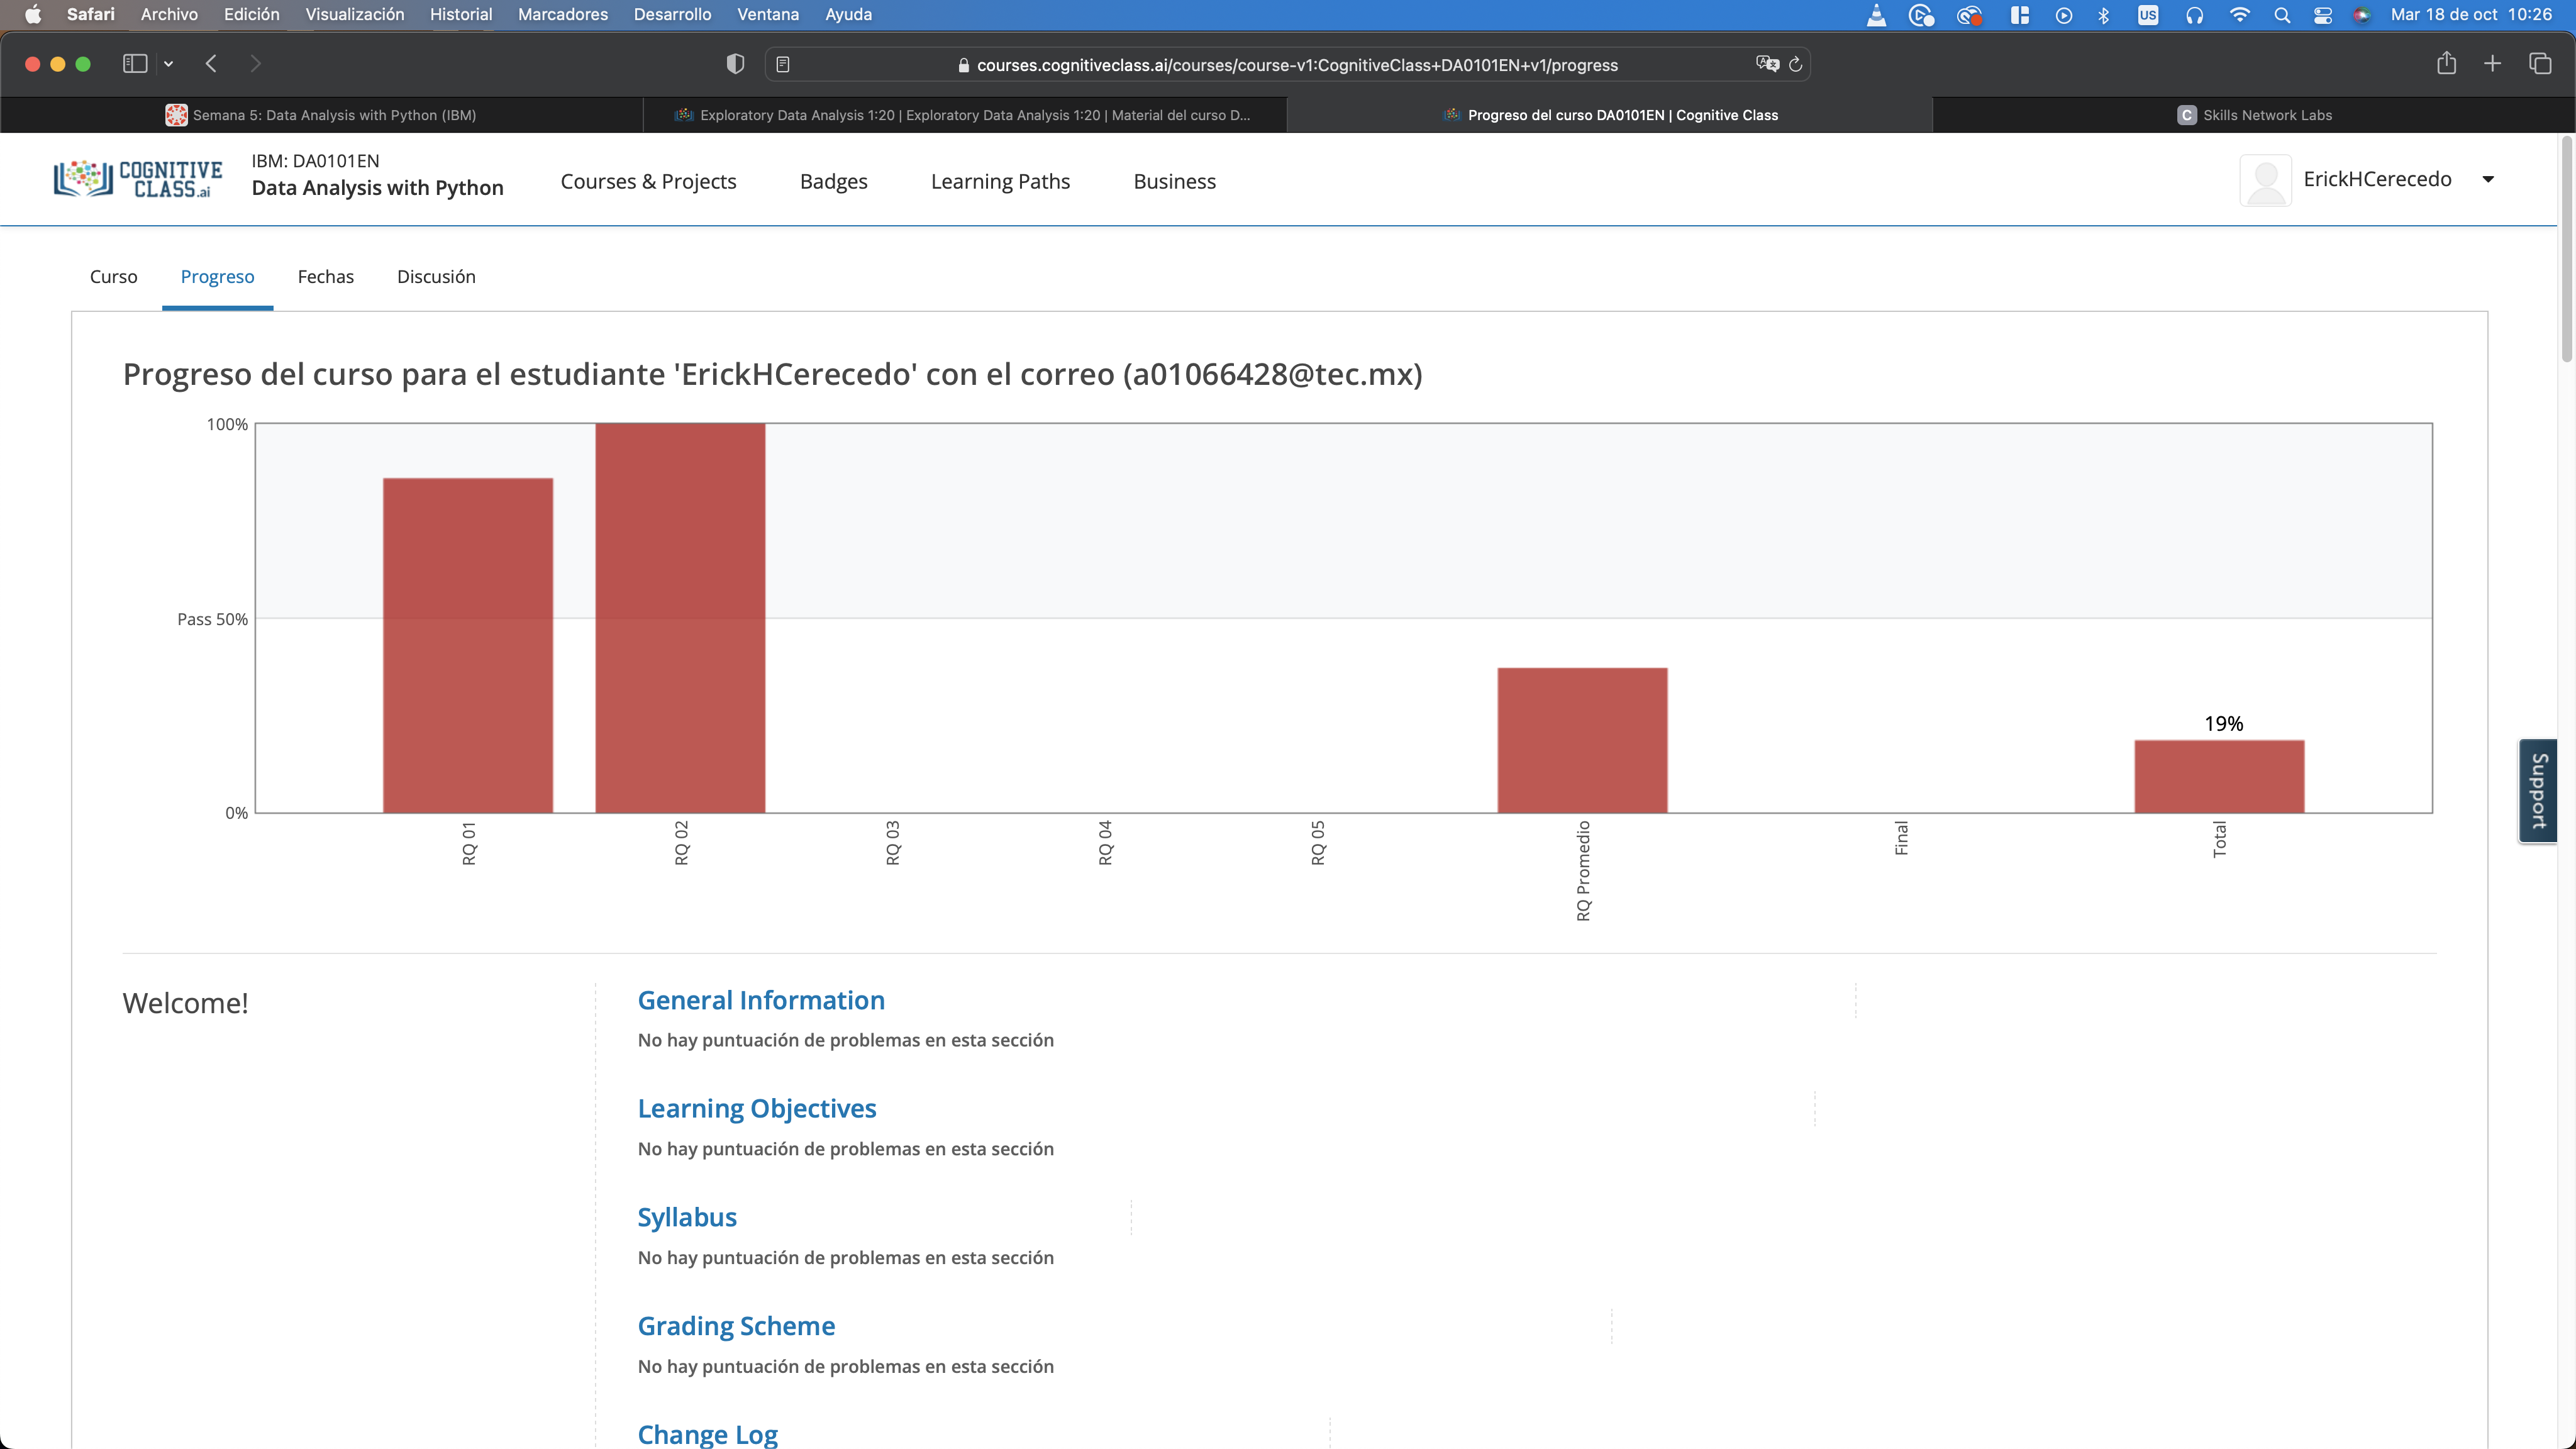 Safari Archivo Edición Visualización Historial Marcadores Desarrollo Ventana Ayuda US Mar 18 de oct 10:26
courses.cognitiveclass.ai/courses/course-v1:CognitiveClass+DA0101EN+v1/progress
Semana 5: Data Analysis with Python (IBM) Exploratory Data Analysis 1:20 | Exploratory Data Analysis 1:20 | Material del curso D... Progreso del curso DA0101EN | Cognitive Class C Skills Network Labs
COGNITIVE
CLASS.ai
IBM: DA0101EN
Data Analysis with Python
Courses & Projects Badges Learning Paths Business ErickHCerecedo
Curso Progreso Fechas Discusión
Progreso del curso para el estudiante 'ErickHCerecedo' con el correo (a01066428@tec.mx)
100%
Pass 50%
0%
19%
RQ 01 RQ 02 RQ 03 RQ 04 RQ 05 RQ Promedio Final Total
Support
Welcome!
General Information
No hay puntuación de problemas en esta sección
Learning Objectives
No hay puntuación de problemas en esta sección
Syllabus
No hay puntuación de problemas en esta sección
Grading Scheme
No hay puntuación de problemas en esta sección
Change Log